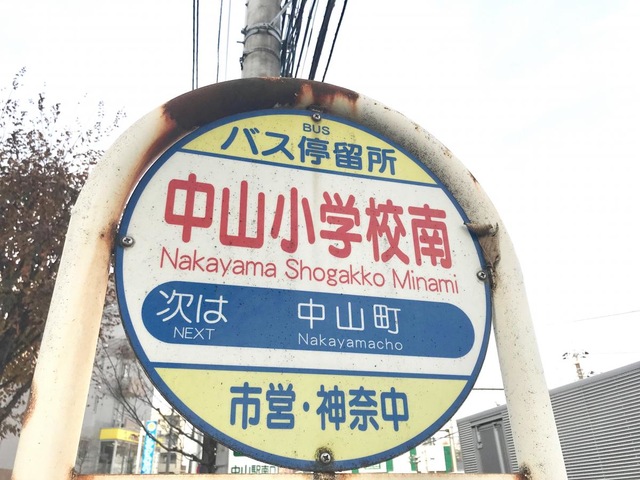 BUS
バス停留所
中山小学校南
Nakayama Shogakko Minami
次は 中山町
NEXT Nakayamacho
市営・神奈中